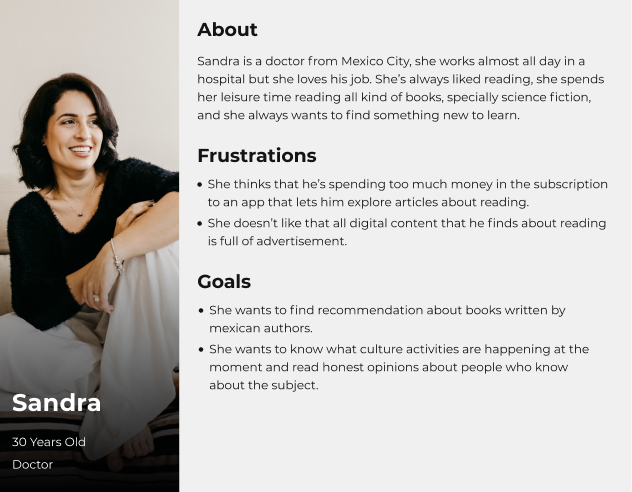 About
Sandra is a doctor from Mexico City, she works almost all day in a
hospital but she loves his job. She's always liked reading, she spends
her leisure time reading all kind of books, specially science fiction,
and she always wants to find something new to learn.
Frustrations
• She thinks that he's spending too much money in the subscription
to an app that lets him explore articles about reading.
• She doesn't like that all digital content that he finds about reading
is full of advertisement.
Goals
• She wants to find recommendation about books written by
mexican authors.
• She wants to know what culture activities are happening at the
moment and read honest opinions about people who know
about the subject.
Sandra
30 Years Old
Doctor